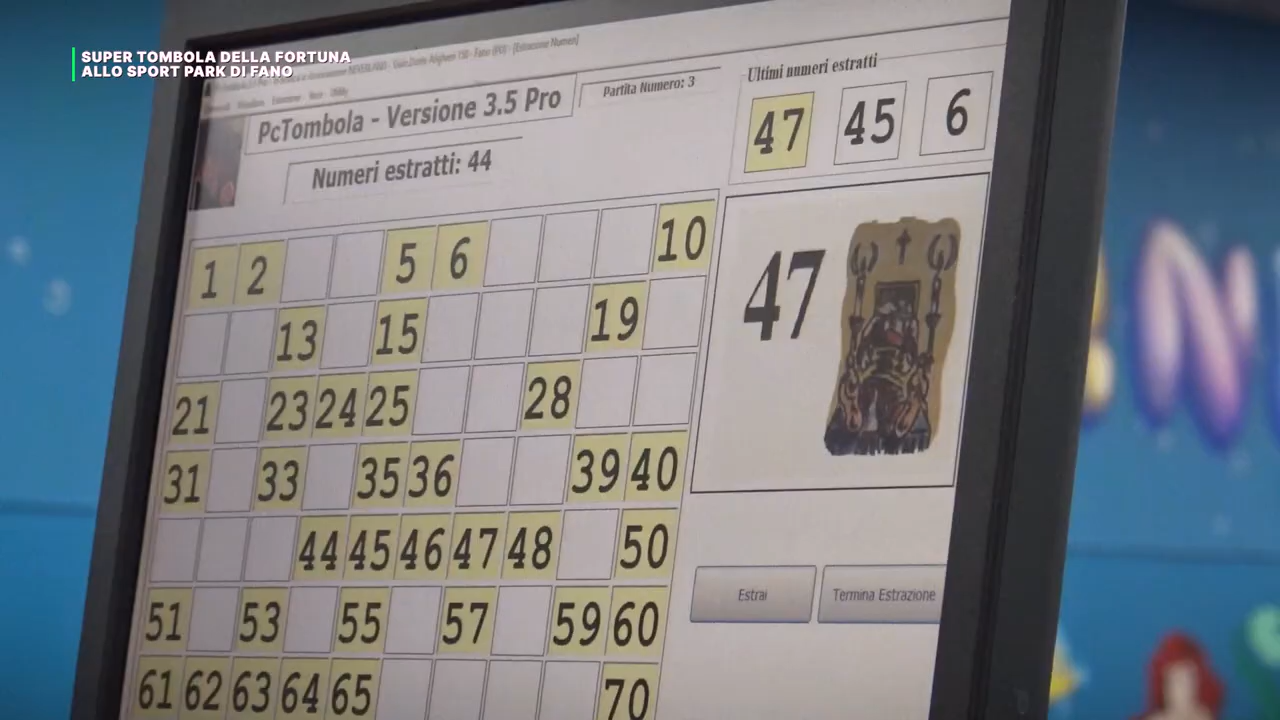 SUPER TOMBOLA DELLA FORTUNA
ALLO SPORT PARK DI FANO
PcTombola - Versione 3.5 Pro
Partita Numero: 3
Numeri estratti: 44
Ultimi numeri estratti
47 45 6
47
1 2 5 6 10
13 15 19
21 23 24 25 28
31 33 35 36 39 40
44 45 46 47 48 50
51 53 55 57 59 60
61 62 63 64 65 70
Estrai
Termina Estrazione